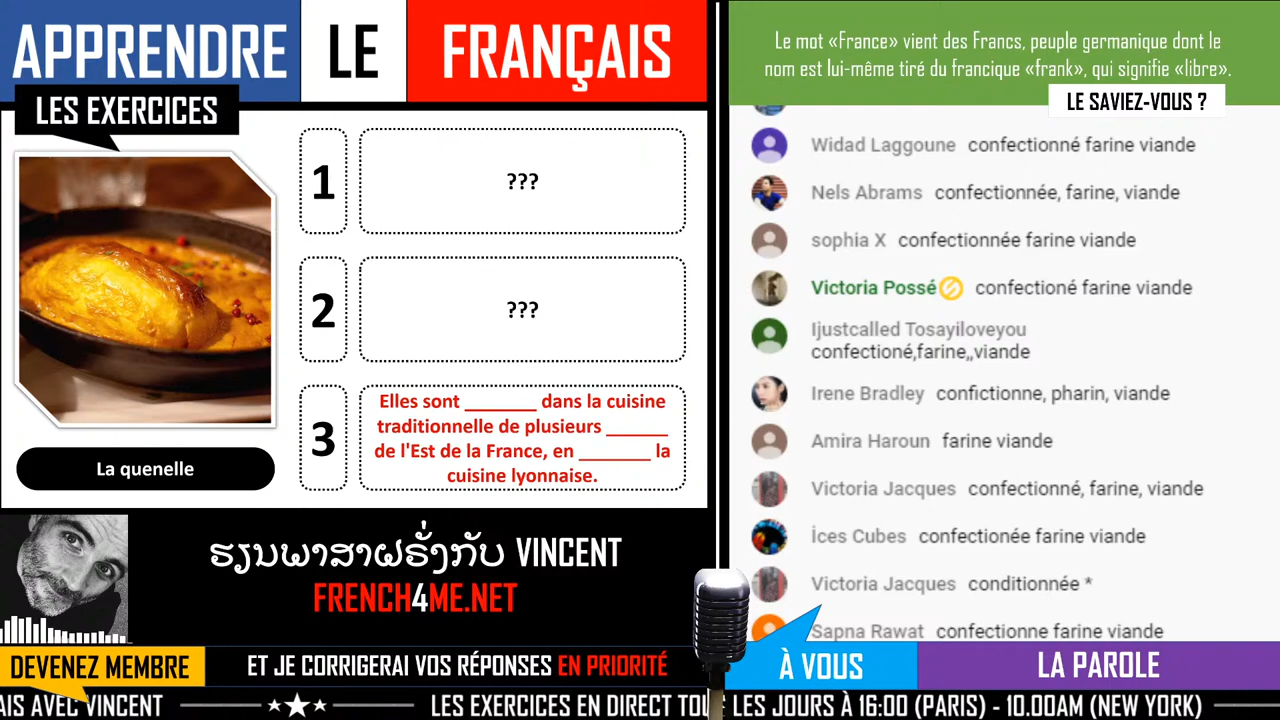 APPRENDRE LE FRANÇAIS
LES EXERCICES
1
???
2
???
3
Elles sont _______ dans la cuisine
traditionnelle de plusieurs ______
de l'Est de la France, en _______ la
cuisine lyonnaise.
La quenelle
ຮຽນພາສາຝຣັ່ງກັບ VINCENT
FRENCH4ME.NET
DEVENEZ MEMBRE
ET JE CORRIGERAI VOS RÉPONSES EN PRIORITÉ
Le mot «France» vient des Francs, peuple germanique dont le
nom est lui-même tiré du francique «frank», qui signifie «libre».
LE SAVIEZ-VOUS ?
Widad Laggoune confectionné farine viande
Nels Abrams confectionnée, farine, viande
sophia X confectionnée farine viande
Victoria Possé confectioné farine viande
Ijustcalled Tosayiloveyou
confectioné,farine,,viande
Irene Bradley confictionne, pharin, viande
Amira Haroun farine viande
Victoria Jacques confectionné, farine, viande
İces Cubes confectionée farine viande
Victoria Jacques conditionnée *
Sapna Rawat confectionne farine viande
À VOUS
LA PAROLE
AIS AVEC VINCENT LES EXERCICES EN DIRECT TOUS LES JOURS À 16:00 (PARIS) - 10.00AM (NEW YORK)